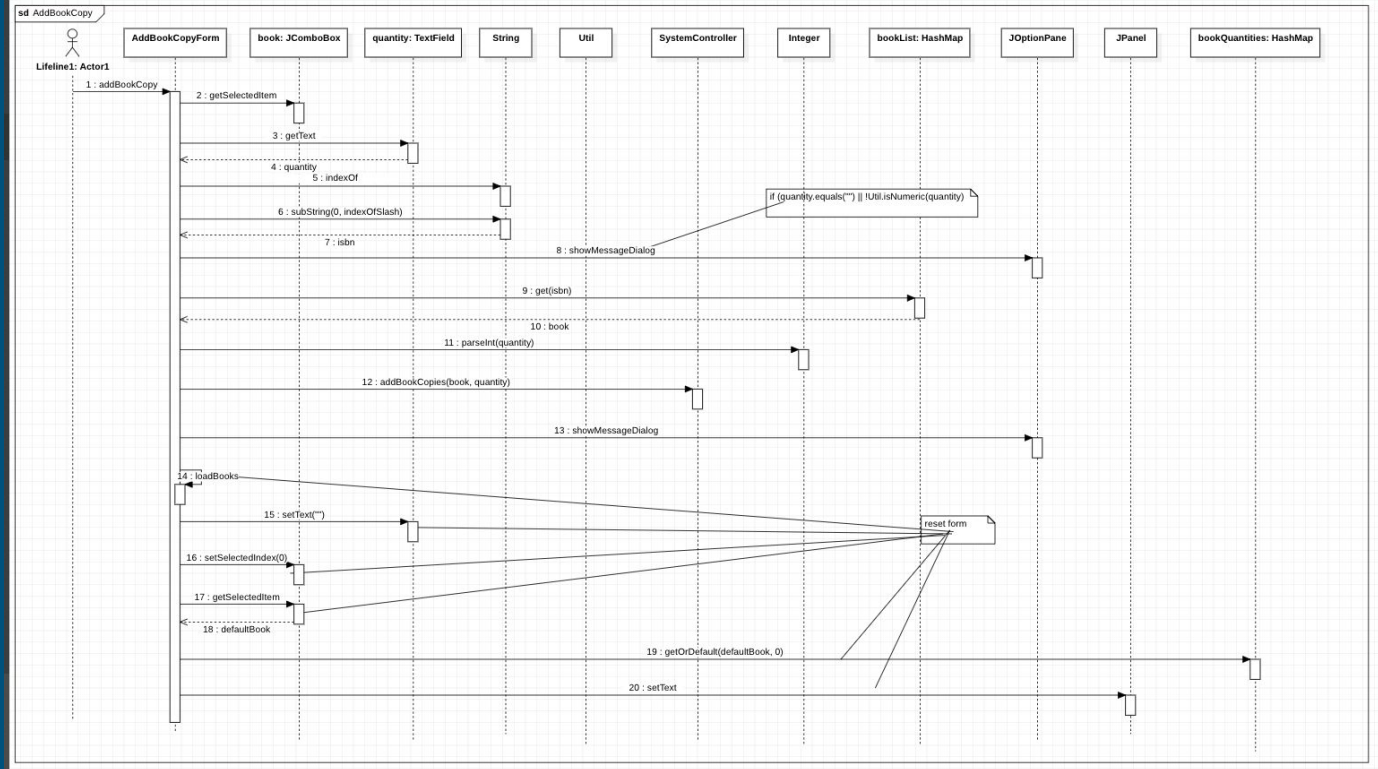 sd AddBookCopy
AddBookCopyForm
book: JComboBox
quantity: TextField
String
Util
SystemController
Integer
bookList: HashMap
JOptionPane
JPanel
bookQuantities: HashMap
Lifeline1: Actor1
1 : addBookCopy
2 : getSelectedItem
3 : getText
4 : quantity
5 : indexOf
if (quantity.equals("") || !Util.isNumeric(quantity)
6 : subString(0, indexOfSlash)
7 : isbn
8 : showMessageDialog
9 : get(isbn)
10 : book
11 : parseInt(quantity)
12 : addBookCopies(book, quantity)
13 : showMessageDialog
14 : loadBooks
15 : setText("")
reset form
16 : setSelectedIndex(0)
17 : getSelectedItem
18 : defaultBook
19 : getOrDefault(defaultBook, 0)
20 : setText